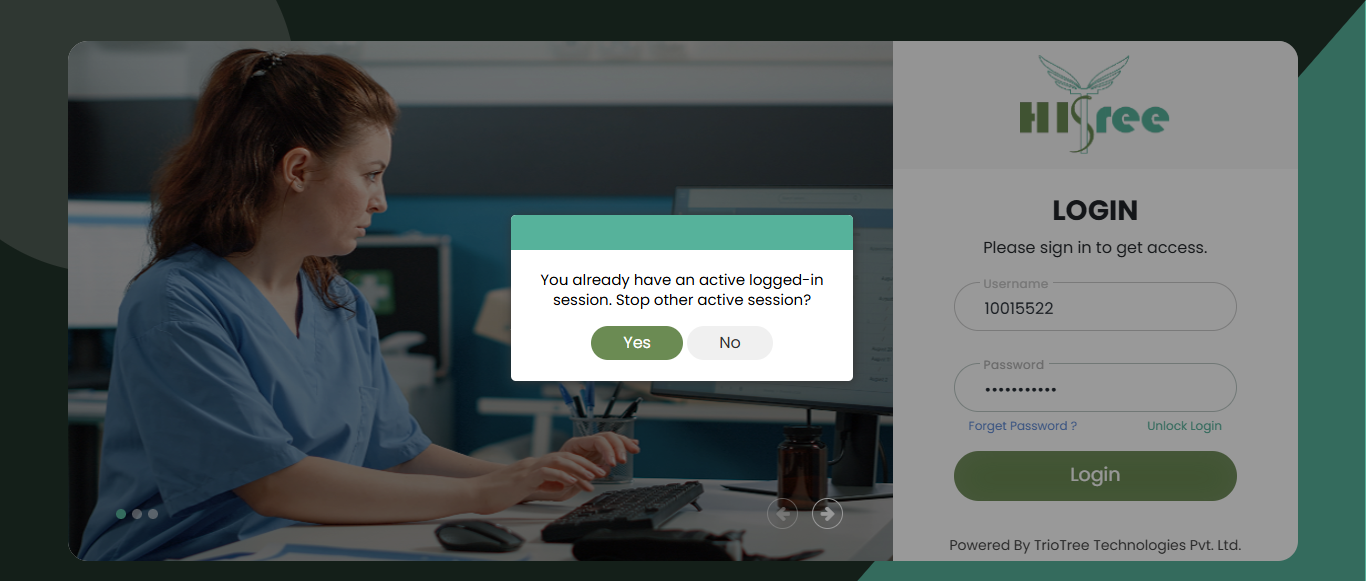 HISTree
LOGIN
Please sign in to get access.
Username
10015522
Password
•••••••••••
Forget Password ?
Unlock Login
Login
Powered By TrioTree Technologies Pvt. Ltd.
You already have an active logged-in
session. Stop other active session?
Yes
No